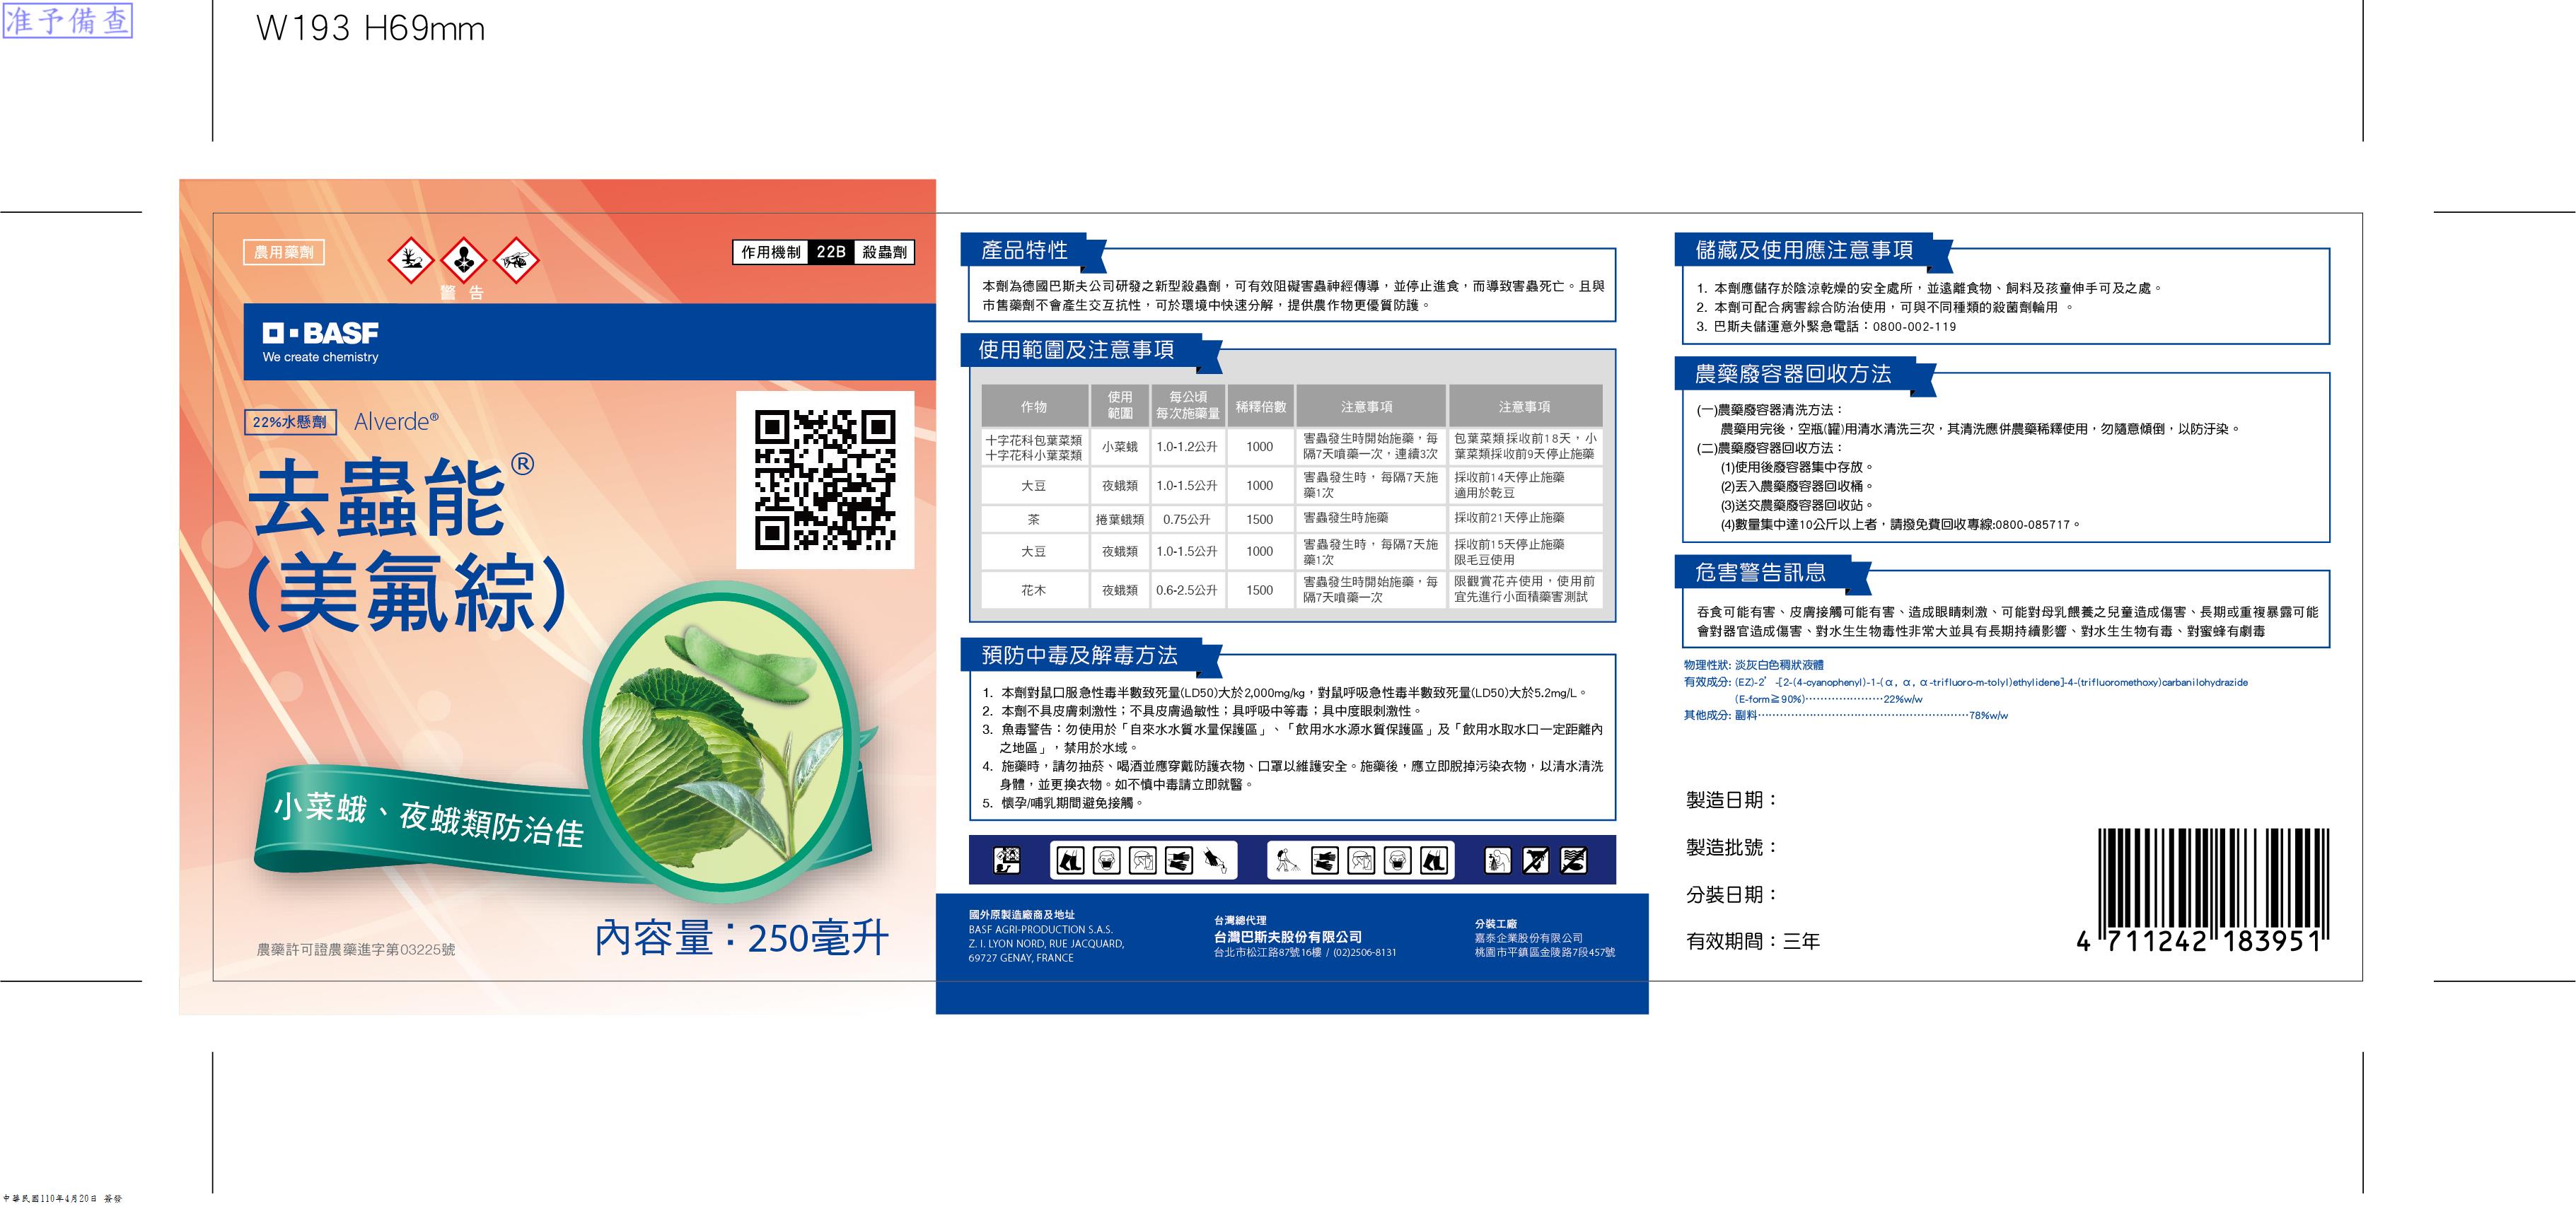 准予備查
W193 H69mm
農用藥劑
警 告
作用機制 22B 殺蟲劑
BASF
We create chemistry
22%水懸劑 Alverde®
去蟲能®
(美氟綜)
小菜蛾、夜蛾類防治佳
農藥許可證農藥進字第03225號
內容量：250毫升
產品特性
本劑為德國巴斯夫公司研發之新型殺蟲劑，可有效阻礙害蟲神經傳導，並停止進食，而導致害蟲死亡。且與
市售藥劑不會產生交互抗性，可於環境中快速分解，提供農作物更優質防護。
使用範圍及注意事項
作物 使用範圍 每公頃每次施藥量 稀釋倍數 注意事項 注意事項
十字花科包葉菜類 十字花科小葉菜類 小菜蛾 1.0-1.2公升 1000 害蟲發生時開始施藥，每隔7天噴藥一次，連續3次 包葉菜類採收前18天，小葉菜類採收前9天停止施藥
大豆 夜蛾類 1.0-1.5公升 1000 害蟲發生時，每隔7天施藥1次 採收前14天停止施藥 適用於乾豆
茶 捲葉蛾類 0.75公升 1500 害蟲發生時施藥 採收前21天停止施藥
大豆 夜蛾類 1.0-1.5公升 1000 害蟲發生時，每隔7天施藥1次 採收前15天停止施藥 限毛豆使用
花木 夜蛾類 0.6-2.5公升 1500 害蟲發生時開始施藥，每隔7天噴藥一次 限觀賞花卉使用，使用前宜先進行小面積藥害測試
預防中毒及解毒方法
1. 本劑對鼠口服急性毒半數致死量(LD50)大於2,000mg/kg，對鼠呼吸急性毒半數致死量(LD50)大於5.2mg/L。
2. 本劑不具皮膚刺激性；不具皮膚過敏性；具呼吸中等毒；具中度眼刺激性。
3. 魚毒警告：勿使用於「自來水水質水量保護區」、「飲用水水源水質保護區」及「飲用水取水口一定距離內
之地區」，禁用於水域。
4. 施藥時，請勿抽菸、喝酒並應穿戴防護衣物、口罩以維護安全。施藥後，應立即脫掉污染衣物，以清水清洗
身體，並更換衣物。如不慎中毒請立即就醫。
5. 懷孕/哺乳期間避免接觸。
國外原製造廠商及地址
BASF AGRI-PRODUCTION S.A.S.
Z. I. LYON NORD, RUE JACQUARD,
69727 GENAY, FRANCE
台灣總代理
台灣巴斯夫股份有限公司
台北市松江路87號16樓 / (02)2506-8131
分裝工廠
嘉泰企業股份有限公司
桃園市平鎮區金陵路7段457號
儲藏及使用應注意事項
1. 本劑應儲存於陰涼乾燥的安全處所，並遠離食物、飼料及孩童伸手可及之處。
2. 本劑可配合病害綜合防治使用，可與不同種類的殺菌劑輪用 。
3. 巴斯夫儲運意外緊急電話：0800-002-119
農藥廢容器回收方法
(一)農藥廢容器清洗方法：
農藥用完後，空瓶(罐)用清水清洗三次，其清洗應併農藥稀釋使用，勿隨意傾倒，以防汙染。
(二)農藥廢容器回收方法：
(1)使用後廢容器集中存放。
(2)丟入農藥廢容器回收桶。
(3)送交農藥廢容器回收站。
(4)數量集中達10公斤以上者，請撥免費回收專線:0800-085717。
危害警告訊息
吞食可能有害、皮膚接觸可能有害、造成眼睛刺激、可能對母乳餵養之兒童造成傷害、長期或重複暴露可能
會對器官造成傷害、對水生生物毒性非常大並具有長期持續影響、對水生生物有毒、對蜜蜂有劇毒
物理性狀: 淡灰白色稠狀液體
有效成分: (EZ)-2’-[2-(4-cyanophenyl)-1-(α, α, α-trifluoro-m-tolyl)ethylidene]-4-(trifluoromethoxy)carbanilohydrazide
(E-form≧90%)·····················22%w/w
其他成分: 副料·························································78%w/w
製造日期：
製造批號：
分裝日期：
有效期間：三年
4 711242 183951
中華民國110年4月20日 簽發